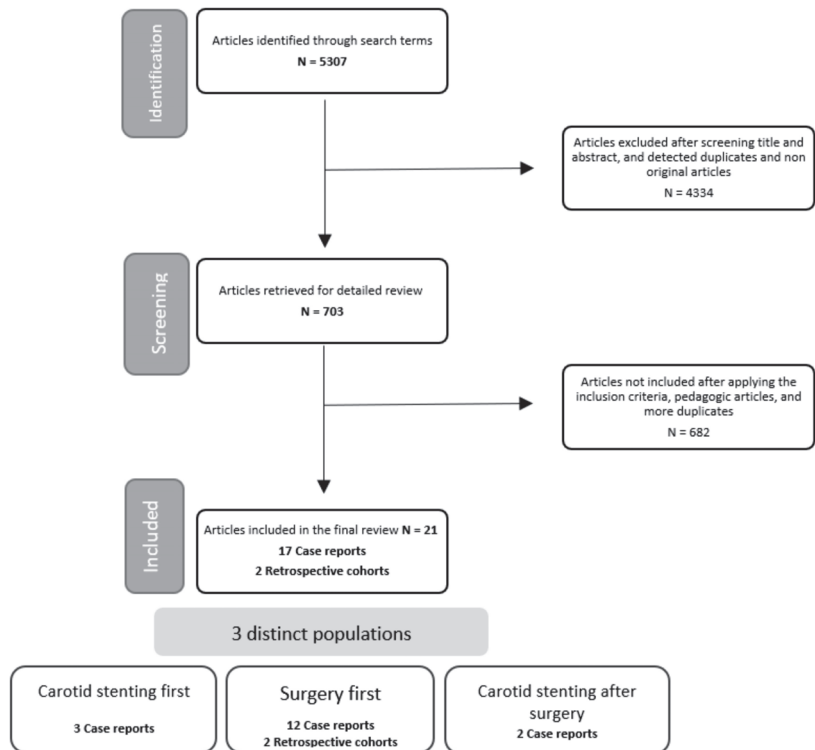 Identification
Articles identified through search terms
N = 5307
Articles excluded after screening title and
abstract, and detected duplicates and non
original articles
N = 4334
Screening
Articles retrieved for detailed review
N = 703
Articles not included after applying the
inclusion criteria, pedagogic articles, and
more duplicates
N = 682
Included
Articles included in the final review N = 21
17 Case reports
2 Retrospective cohorts
3 distinct populations
Carotid stenting first
3 Case reports
Surgery first
12 Case reports
2 Retrospective cohorts
Carotid stenting after
surgery
2 Case reports